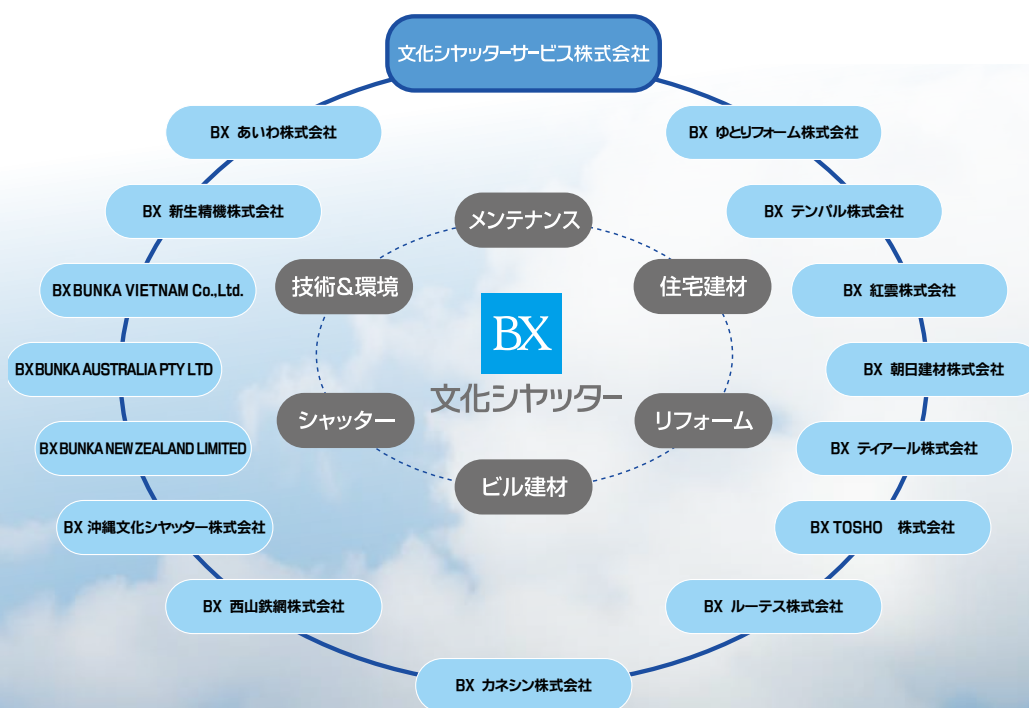 文化シヤッターサービス株式会社
BX あいわ株式会社
BX ゆとりフォーム株式会社
BX 新生精機株式会社
メンテナンス
BX テンパル株式会社
BX BUNKA VIETNAM Co.,Ltd.
技術&環境
住宅建材
BX 紅雲株式会社
BX
BX BUNKA AUSTRALIA PTY LTD
文化シヤッター
BX 朝日建材株式会社
シャッター
リフォーム
BX BUNKA NEW ZEALAND LIMITED
BX ティアール株式会社
ビル建材
BX 沖縄文化シヤッター株式会社
BX TOSHO 株式会社
BX 西山鉄網株式会社
BX ルーテス株式会社
BX カネシン株式会社